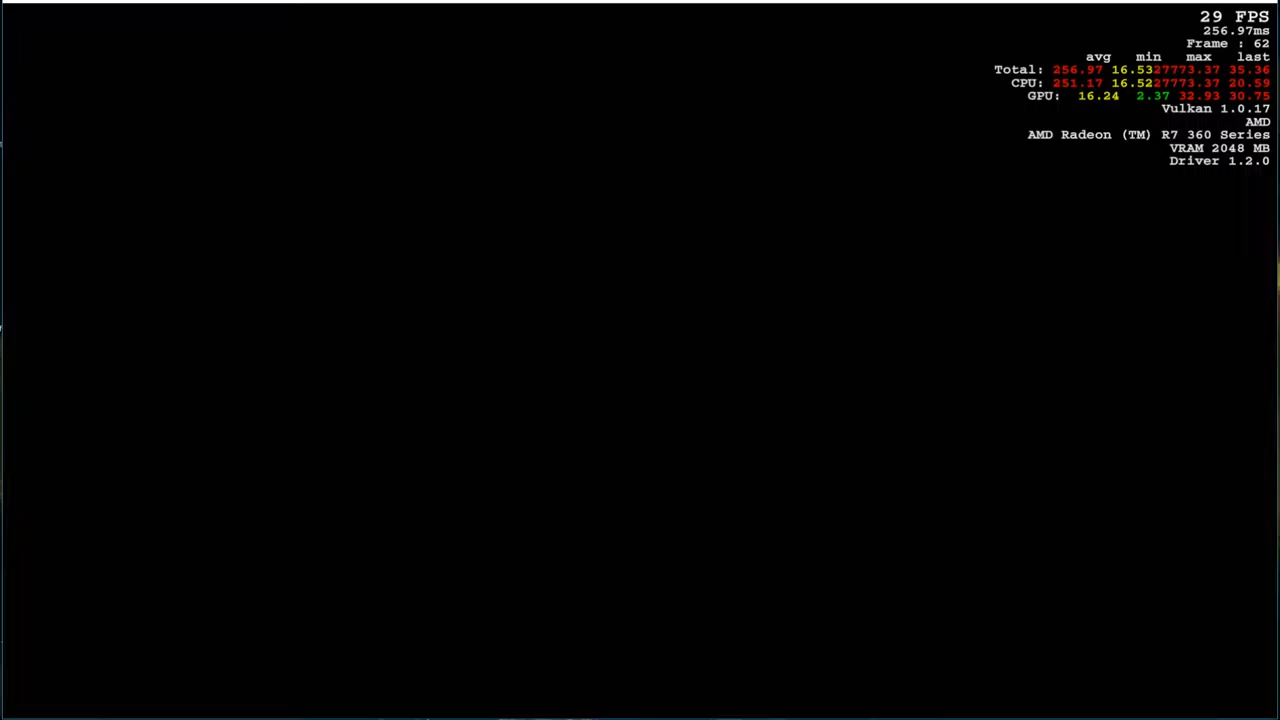 29 FPS
256.97ms
Frame : 62
avg min max last
Total: 256.97 16.53 27773.37 35.36
CPU: 251.17 16.52 27773.37 20.59
GPU: 16.24 2.37 32.93 30.75
Vulkan 1.0.17
AMD
AMD Radeon (TM) R7 360 Series
VRAM 2048 MB
Driver 1.2.0